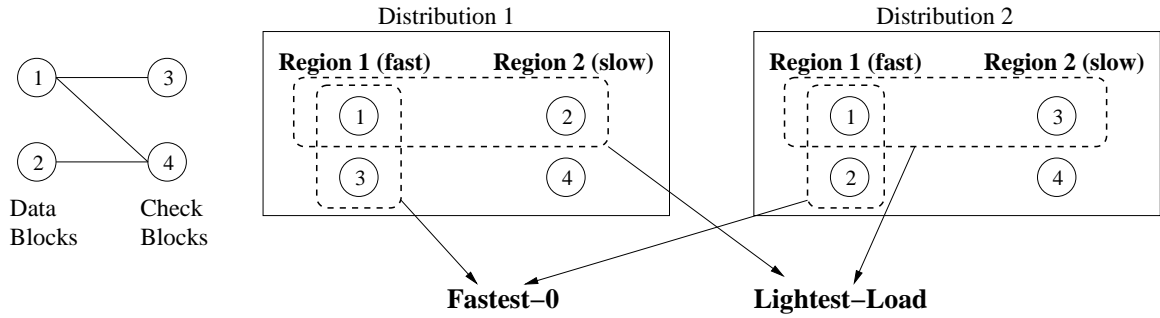 Distribution 1
Distribution 2
Region 1 (fast) Region 2 (slow)
Region 1 (fast) Region 2 (slow)
1 3
2 4
Data Blocks
Check Blocks
1 2
3 4
1 3
2 4
Fastest−0
Lightest−Load